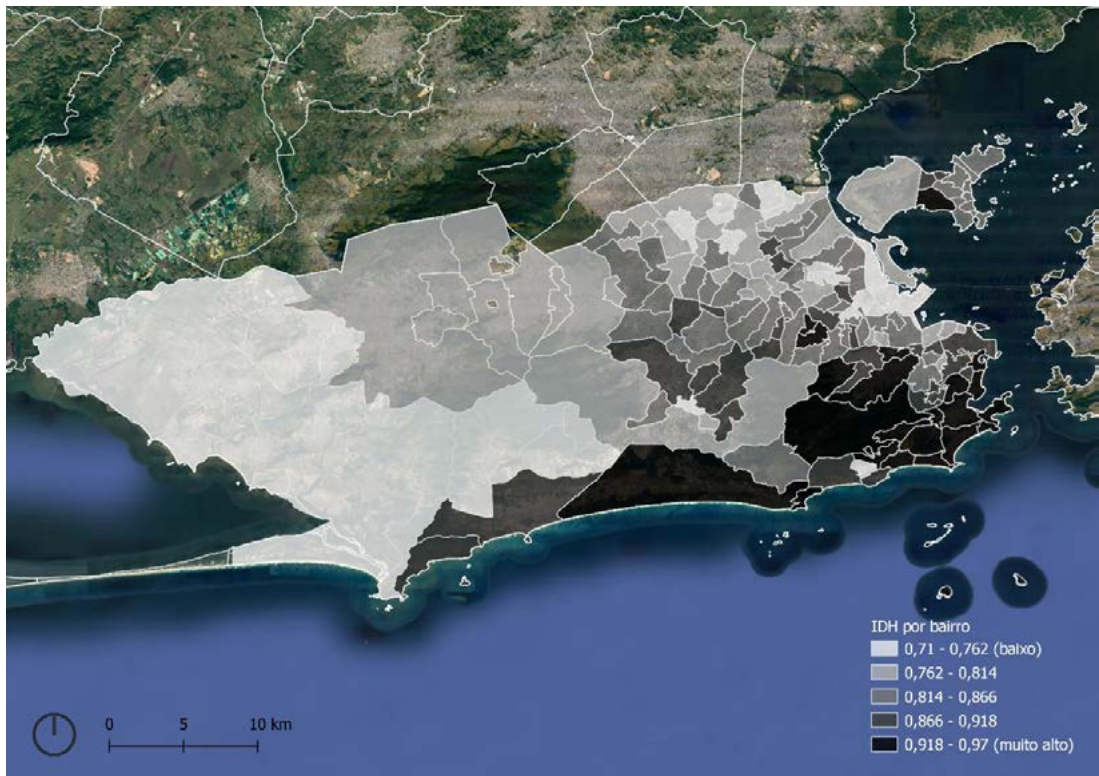 IDH por bairro
0,71 - 0,762 (baixo)
0,762 - 0,814
0,814 - 0,866
0,866 - 0,918
0,918 - 0,97 (muito alto)
0 5 10 km